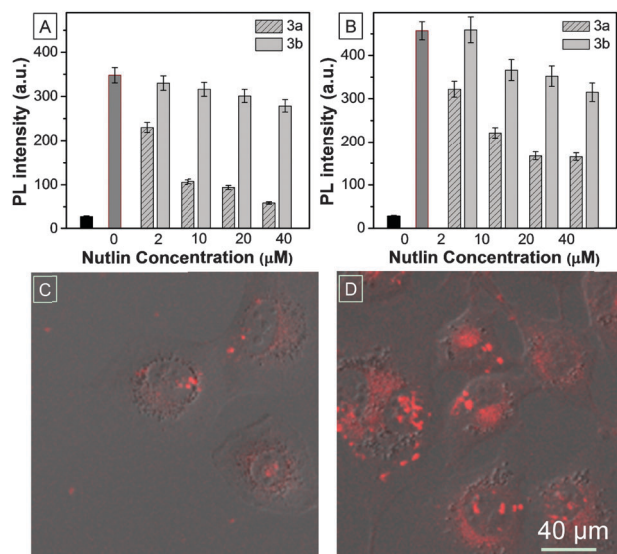 A
3a
3b
PL intensity (a.u.)
400
300
200
100
0
0 2 10 20 40
Nutlin Concentration (μM)
B
3a
3b
PL intensity (a.u.)
500
400
300
200
100
0
0 2 10 20 40
Nutlin Concentration (μM)
C
D
40 μm